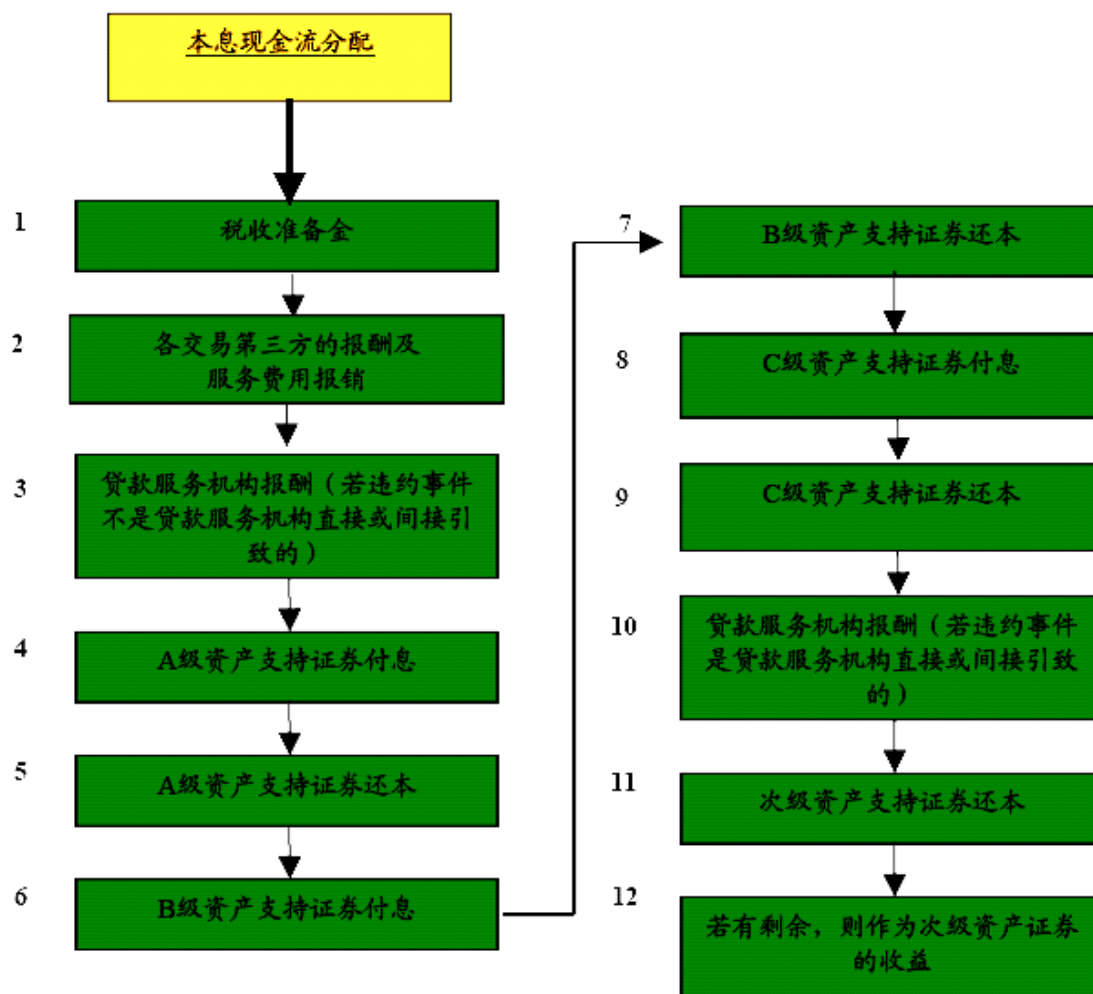 本息现金流分配
1
税收准备金
2
各交易第三方的报酬及
服务费用报销
3
贷款服务机构报酬（若违约事件
不是贷款服务机构直接或间接引
致的）
4
A级资产支持证券付息
5
A级资产支持证券还本
6
B级资产支持证券付息
7
B级资产支持证券还本
8
C级资产支持证券付息
9
C级资产支持证券还本
10
贷款服务机构报酬（若违约事件
是贷款服务机构直接或间接引致
的）
11
次级资产支持证券还本
12
若有剩余，则作为次级资产证券
的收益